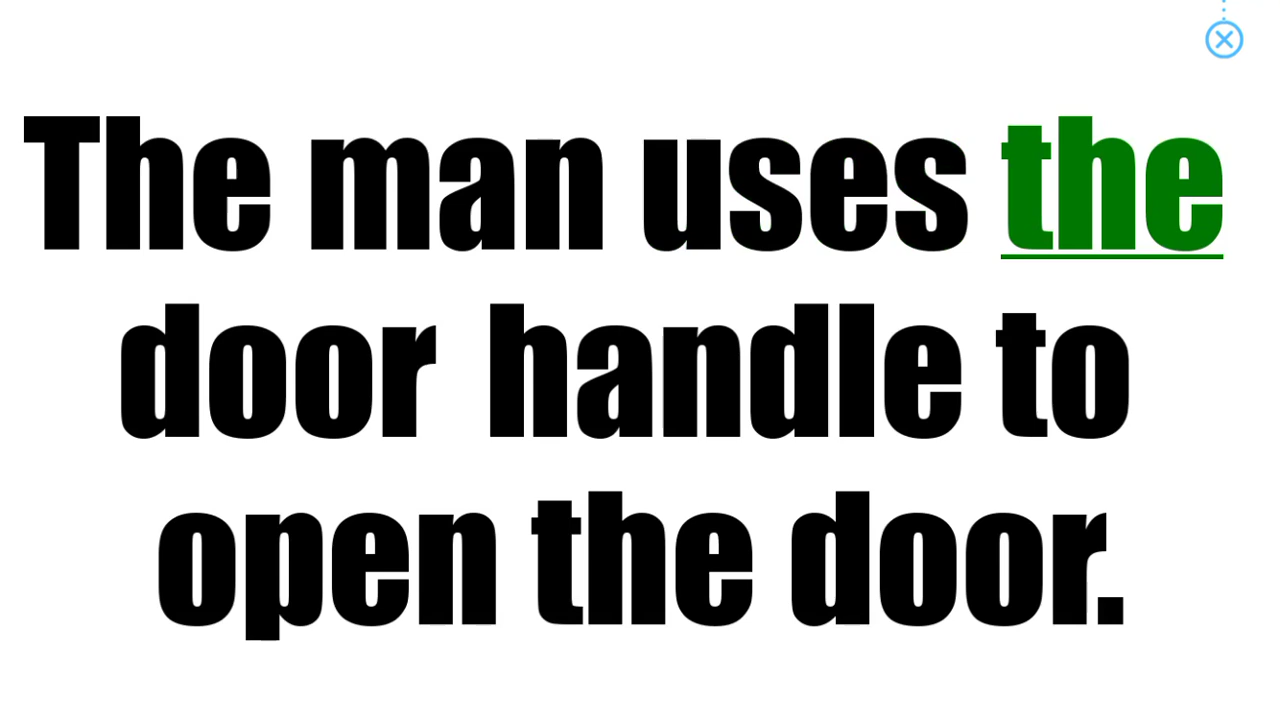 The man uses the
door handle to
open the door.